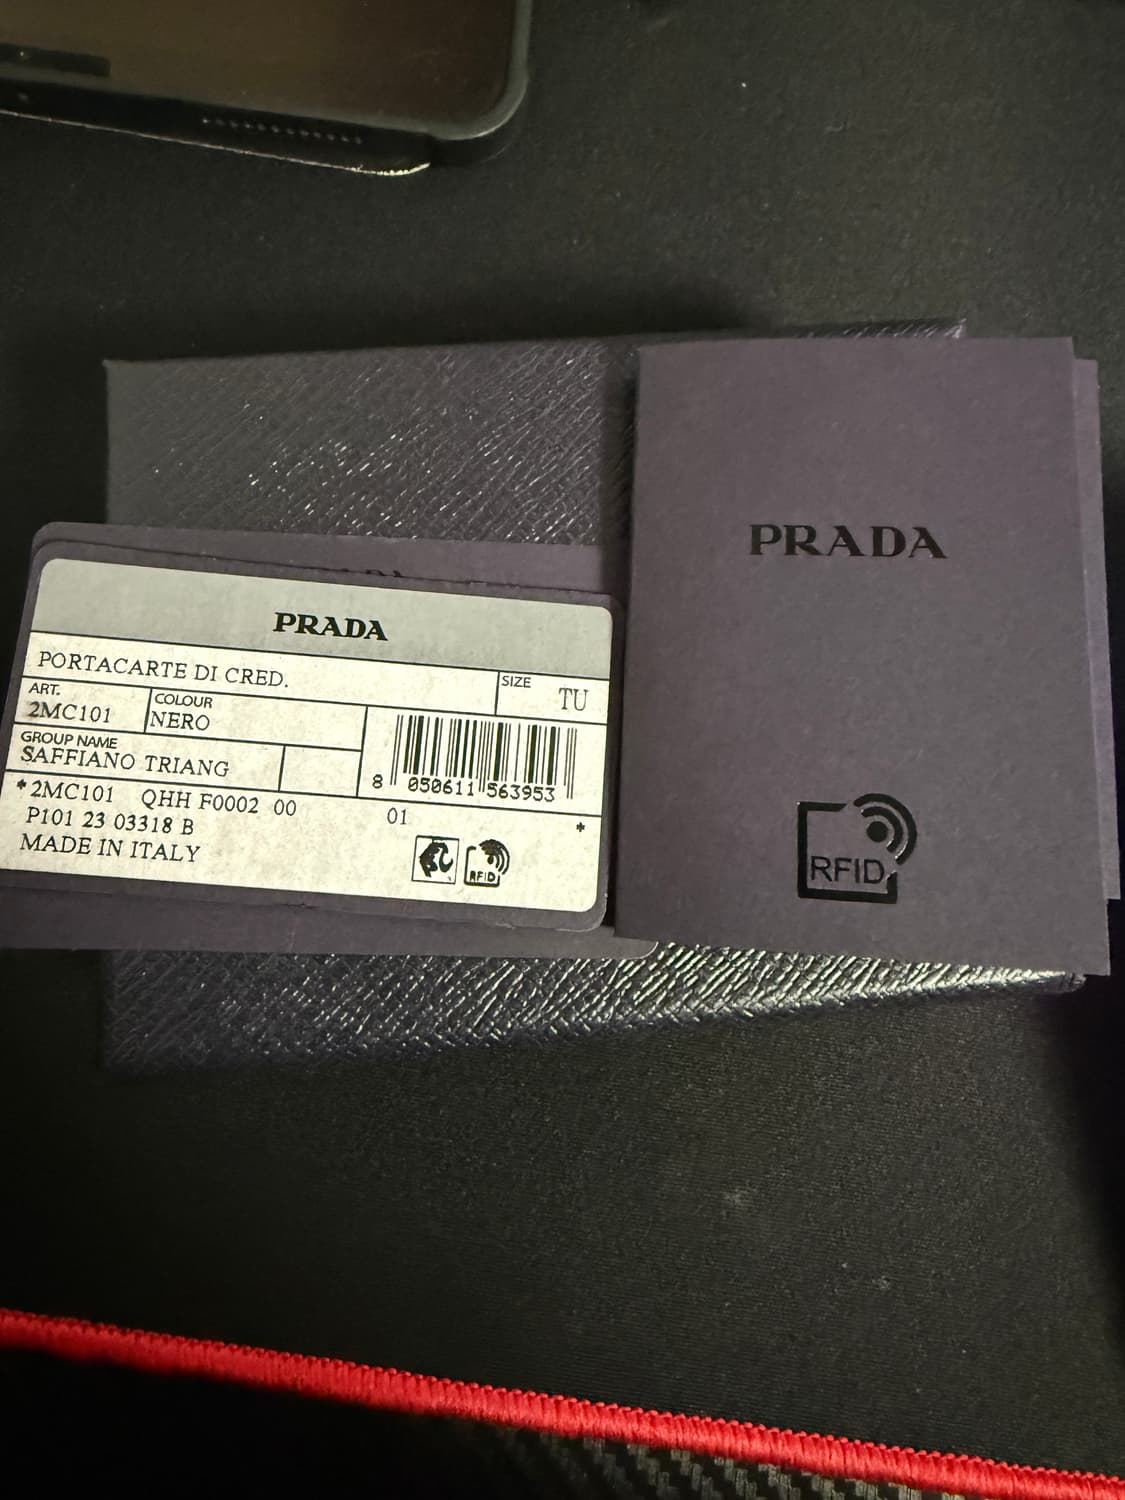 PRADA
PORTACARTE DI CRED.
SIZE
TU
ART.
2MC101
COLOUR
NERO
GROUP NAME
SAFFIANO TRIANG
8 050611 563953
*2MC101 QHH F0002 00 01 *
P101 23 03318 B
MADE IN ITALY
RFID
PRADA
RFID